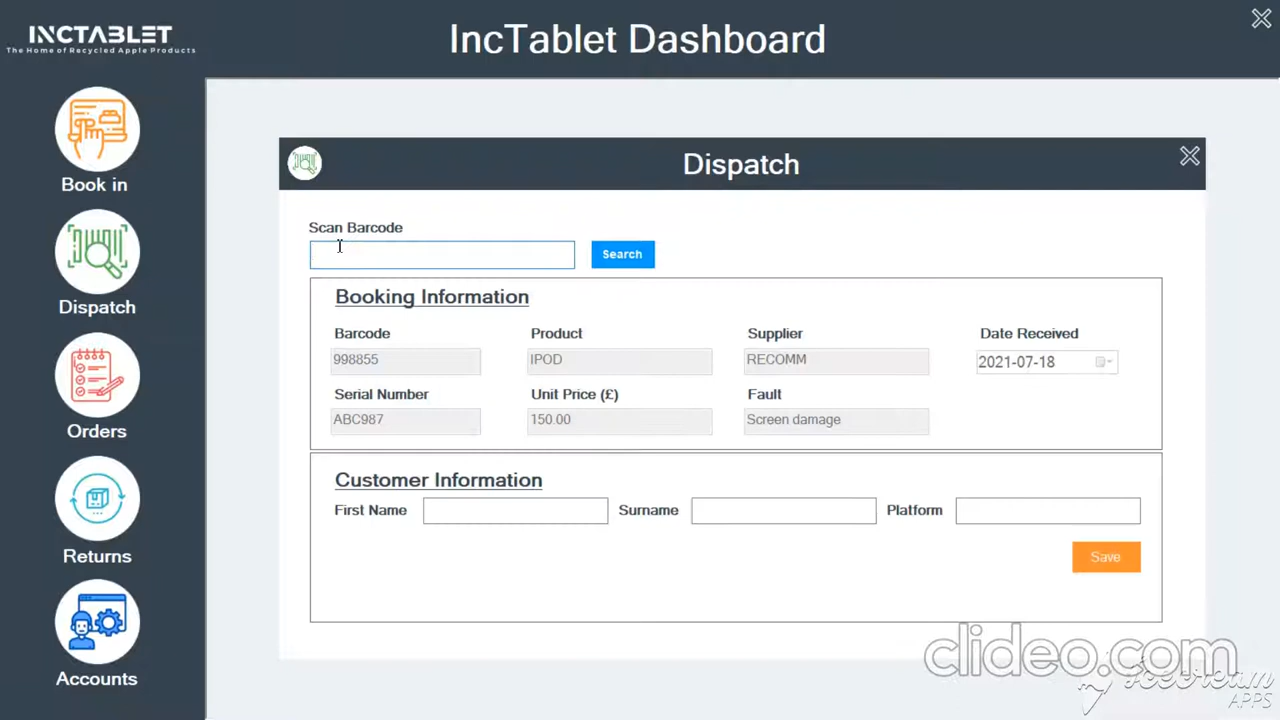 INCTABLET
The Home of Recycled Apple Products
IncTablet Dashboard
Book in
Dispatch
Orders
Returns
Accounts
Dispatch
Scan Barcode
Search
Booking Information
Barcode Product Supplier Date Received
998855 IPOD RECOMM 2021-07-18
Serial Number Unit Price (£) Fault
ABC987 150.00 Screen damage
Customer Information
First Name Surname Platform
Save
clideo.com
Icecream
APPS